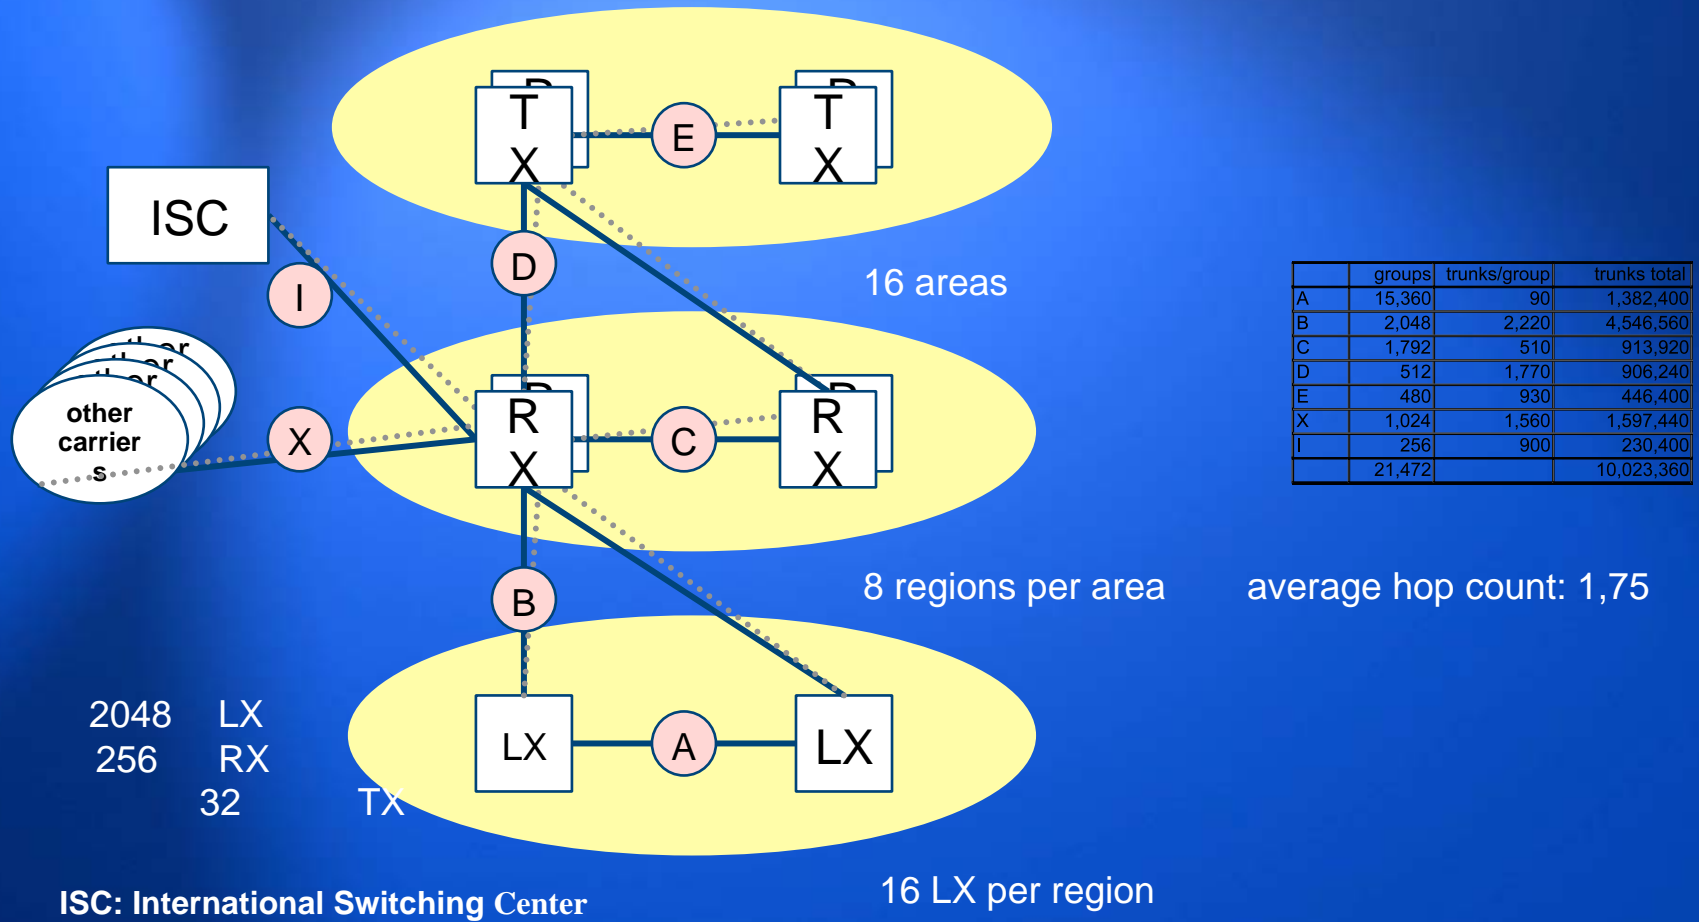 T
X
E
T
X
ISC
D
I
16 areas
groups trunks/group trunks total
A 15,360 90 1,382,400
B 2,048 2,220 4,546,560
C 1,792 510 913,920
D 512 1,770 906,240
E 480 930 446,400
X 1,024 1,560 1,597,440
I 256 900 230,400
21,472 10,023,360
other
carrier
s
X
R
X
C
R
X
8 regions per area
average hop count: 1,75
B
2048 LX
256 RX
32 TX
LX
A
LX
16 LX per region
ISC: International Switching Center